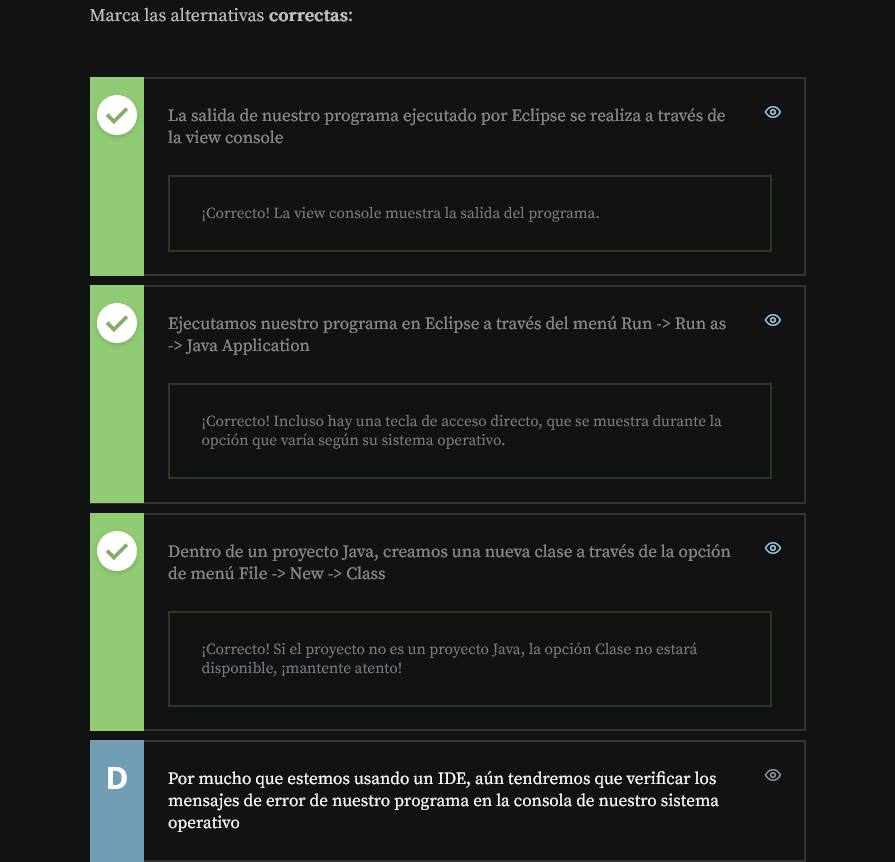 Marca las alternativas correctas:
La salida de nuestro programa ejecutado por Eclipse se realiza a través de
la view console
¡Correcto! La view console muestra la salida del programa.
Ejecutamos nuestro programa en Eclipse a través del menú Run -> Run as
-> Java Application
¡Correcto! Incluso hay una tecla de acceso directo, que se muestra durante la
opción que varía según su sistema operativo.
Dentro de un proyecto Java, creamos una nueva clase a través de la opción
de menú File -> New -> Class
¡Correcto! Si el proyecto no es un proyecto Java, la opción Clase no estará
disponible, ¡mantente atento!
D
Por mucho que estemos usando un IDE, aún tendremos que verificar los
mensajes de error de nuestro programa en la consola de nuestro sistema
operativo